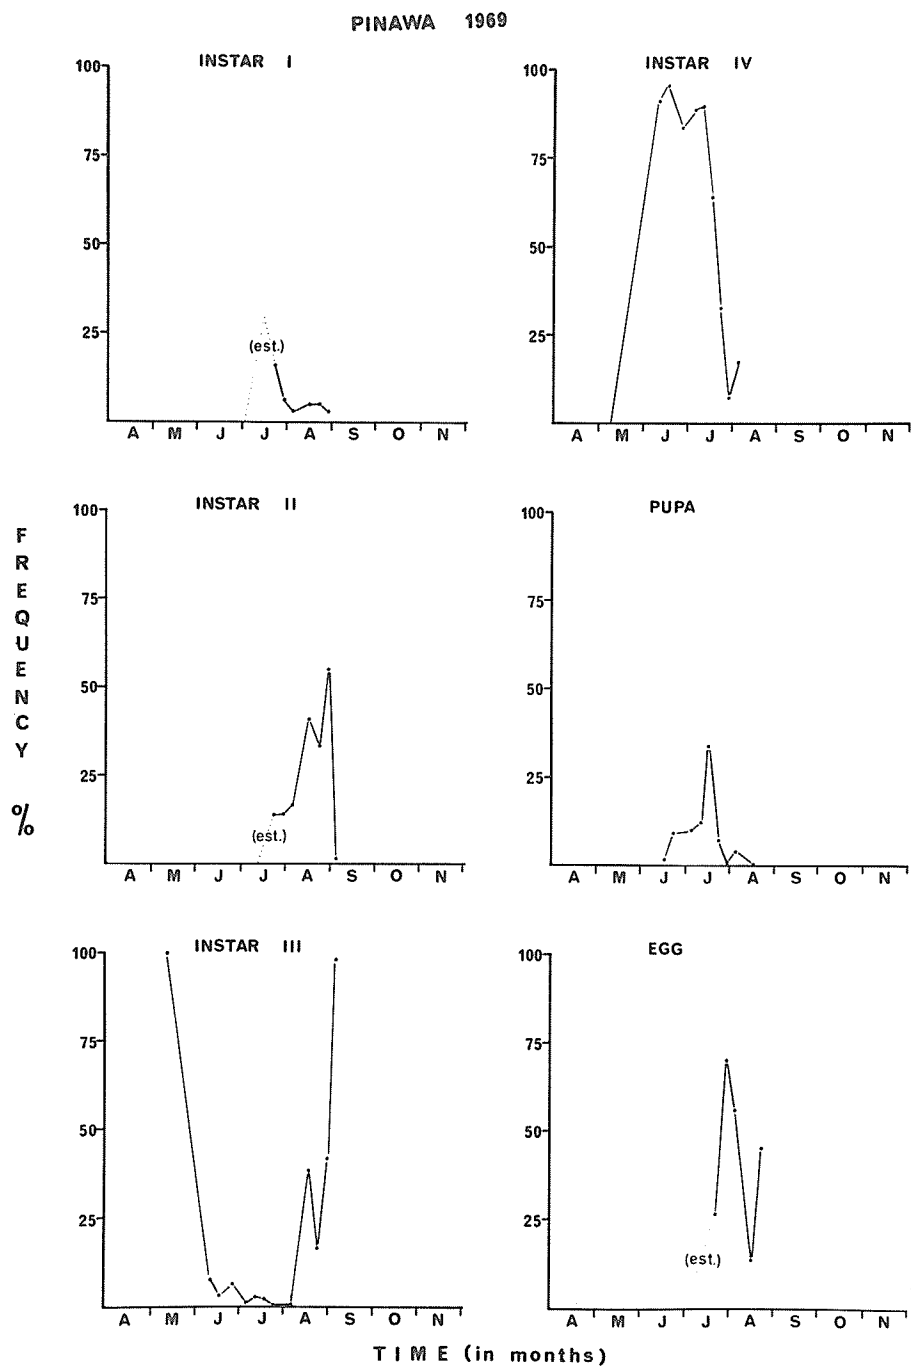 PINAWA 1969
INSTAR I
100
75
50
25
(est.)
A M J J A S O N
INSTAR IV
100
75
50
25
A M J J A S O N
FREQUENCY %
INSTAR II
100
75
50
25
(est.)
A M J J A S O N
PUPA
100
75
50
25
A M J J A S O N
INSTAR III
100
75
50
25
A M J J A S O N
EGG
100
75
50
25
(est.)
A M J J A S O N
TIME (in months)